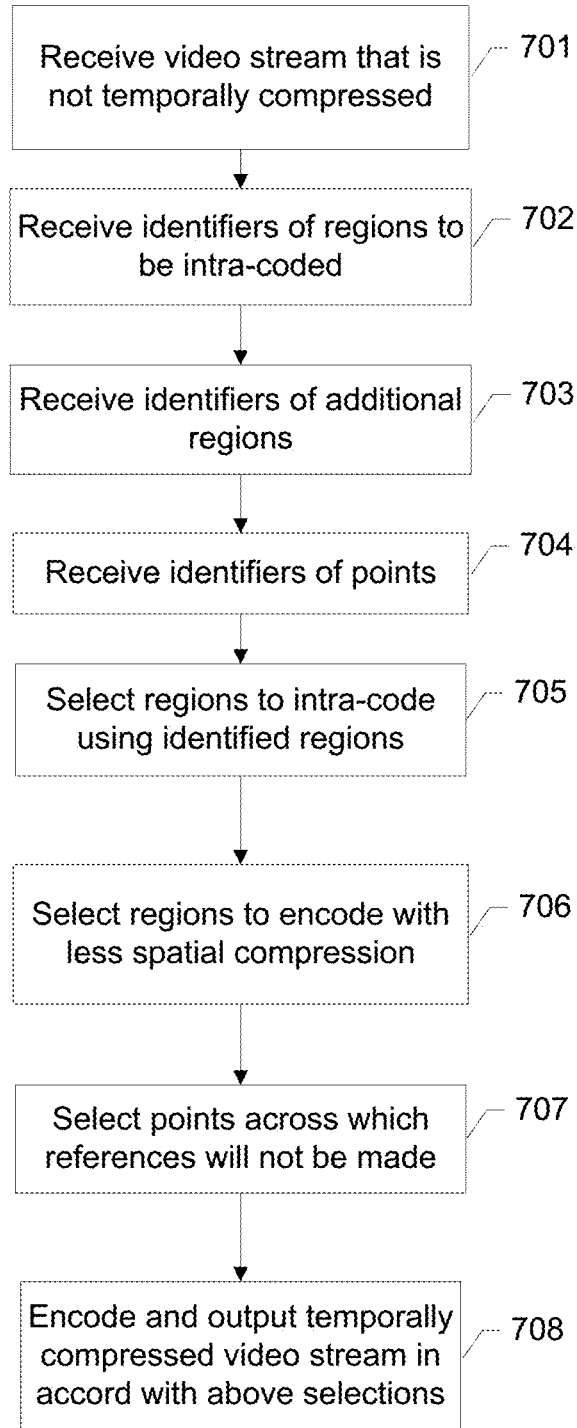 Receive video stream that is
not temporally compressed
701
Receive identifiers of regions to
be intra-coded
702
Receive identifiers of additional
regions
703
Receive identifiers of points
704
Select regions to intra-code
using identified regions
705
Select regions to encode with
less spatial compression
706
Select points across which
references will not be made
707
Encode and output temporally
compressed video stream in
accord with above selections
708